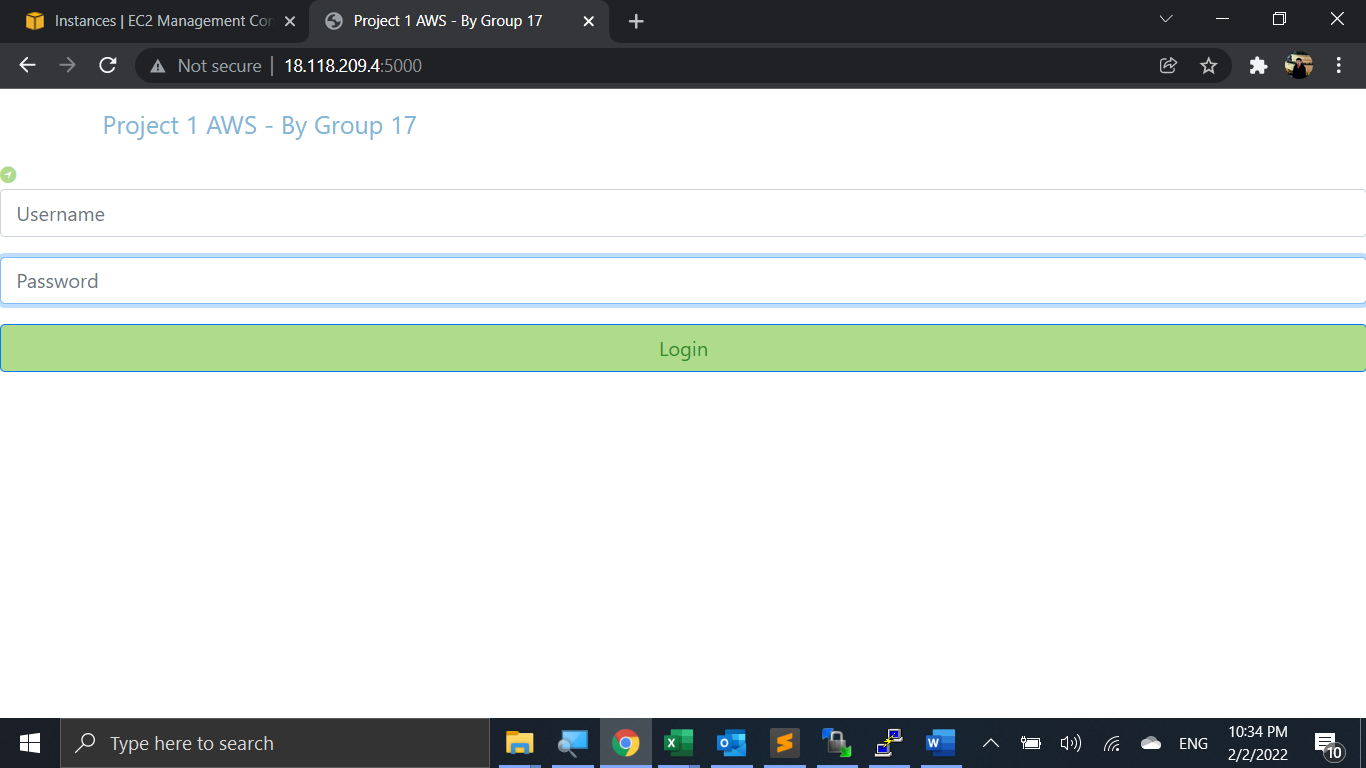 Instances | EC2 Management Con
Project 1 AWS - By Group 17
Not secure | 18.118.209.4:5000
Project 1 AWS - By Group 17
Username
Password
Login
Type here to search
ENG
10:34 PM
2/2/2022
10